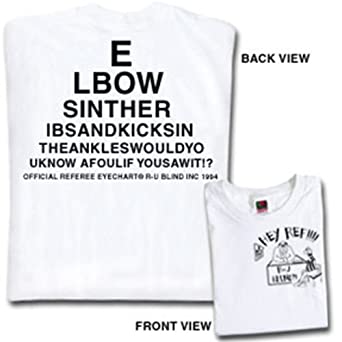 E
LBOW
SINTHER
IBSANDKICKSIN
THEANKLESWOULDYO
UKNOW AFOULIF YOUSAWIT!?
OFFICIAL REFEREE EYECHART® R-U BLIND INC 1994
BACK VIEW
HEY REF!!!
FRONT VIEW